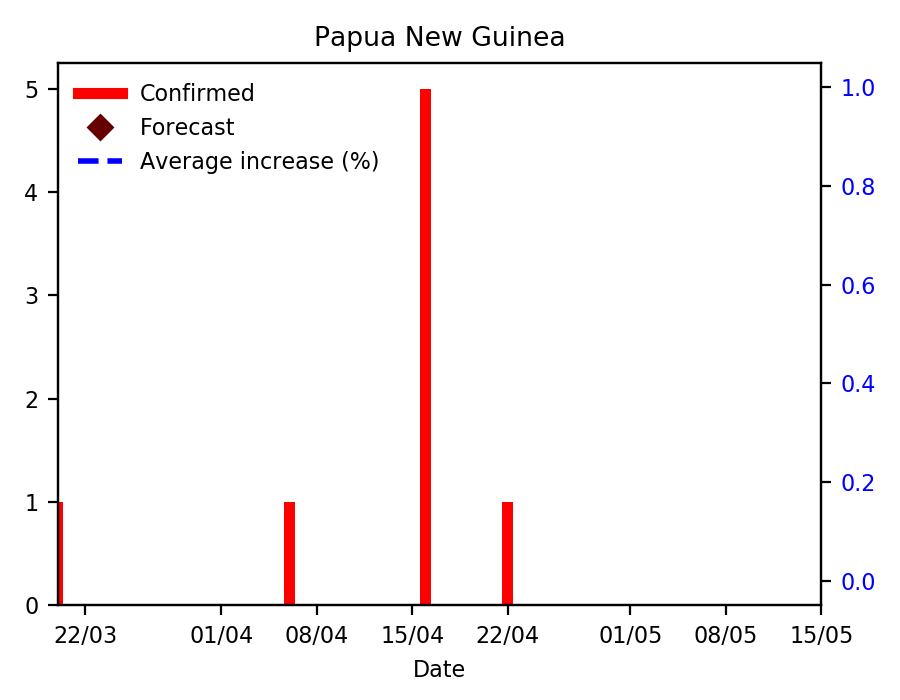 Papua New Guinea
Confirmed
Forecast
Average increase (%)
5
4
3
2
1
0
1.0
0.8
0.6
0.4
0.2
0.0
22/03 01/04 08/04 15/04 22/04 01/05 08/05 15/05
Date